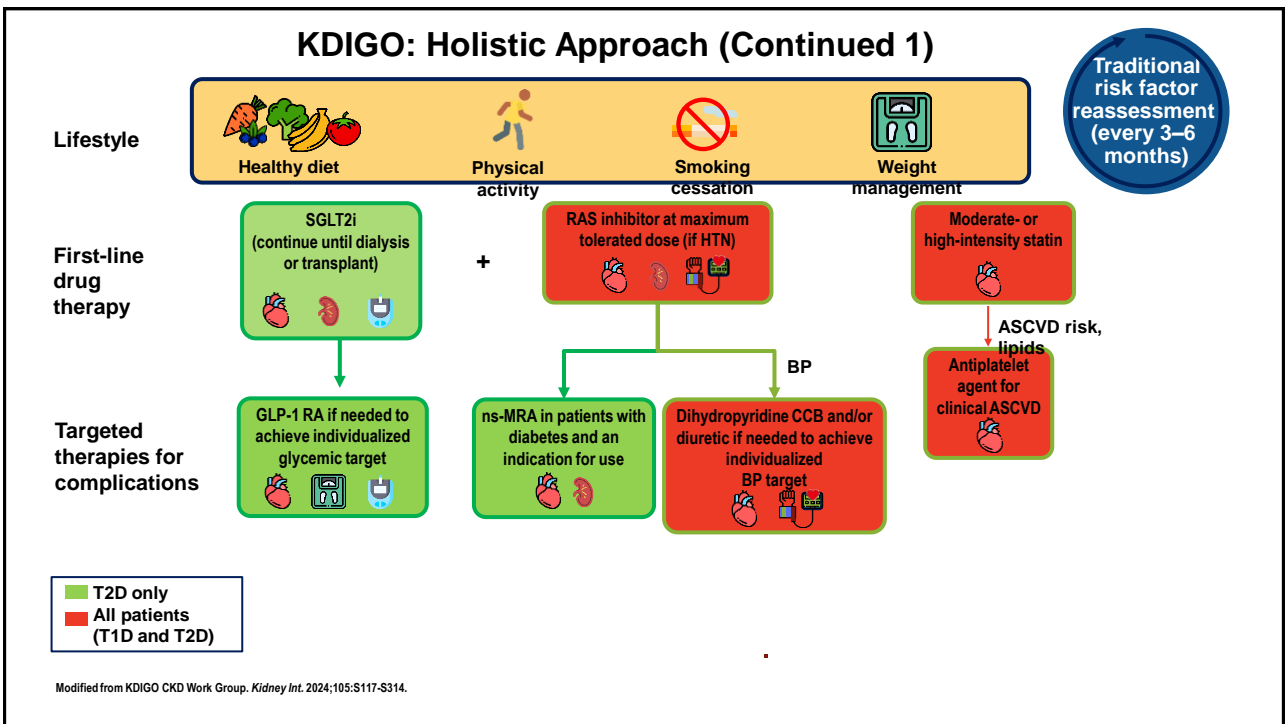 KDIGO: Holistic Approach (Continued 1)
Traditional
risk factor
reassessment
(every 3–6
months)
Lifestyle
Healthy diet
Physical
activity
Smoking
cessation
Weight
management
First-line
drug
therapy
SGLT2i
(continue until dialysis
or transplant)
+
RAS inhibitor at maximum
tolerated dose (if HTN)
Moderate- or
high-intensity statin
BP
ASCVD risk,
lipids
Targeted
therapies for
complications
GLP-1 RA if needed to
achieve individualized
glycemic target
ns-MRA in patients with
diabetes and an
indication for use
Dihydropyridine CCB and/or
diuretic if needed to achieve
individualized
BP target
Antiplatelet
agent for
clinical ASCVD
T2D only
All patients
(T1D and T2D)
Modified from KDIGO CKD Work Group. Kidney Int. 2024;105:S117-S314.